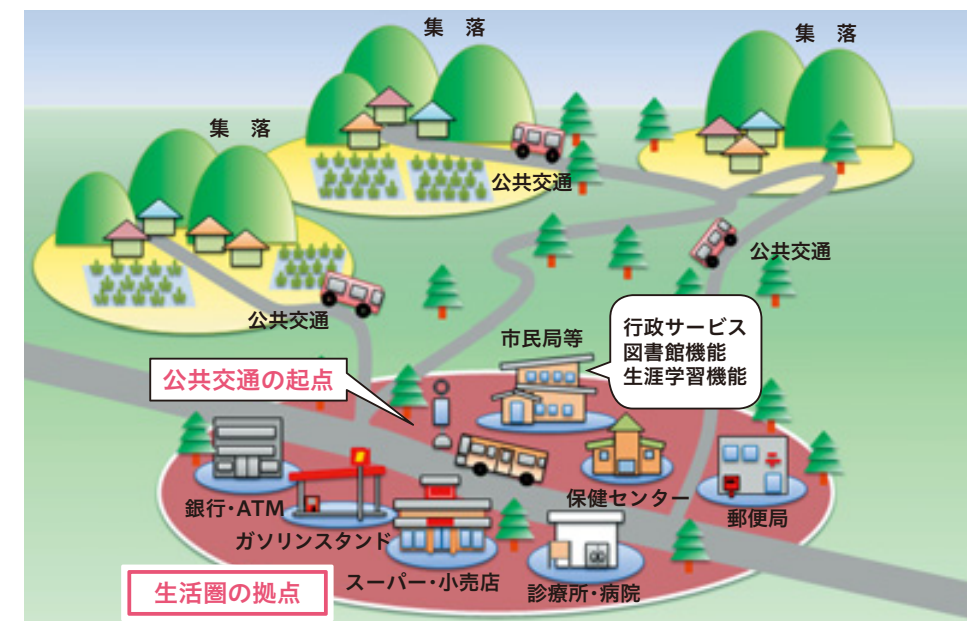 集　落
集　落
集　落
公共交通
公共交通
公共交通
市民局等
行政サービス
図書館機能
生涯学習機能
公共交通の起点
銀行・ATM
ガソリンスタンド
スーパー・小売店
保健センター
郵便局
診療所・病院
生活圏の拠点